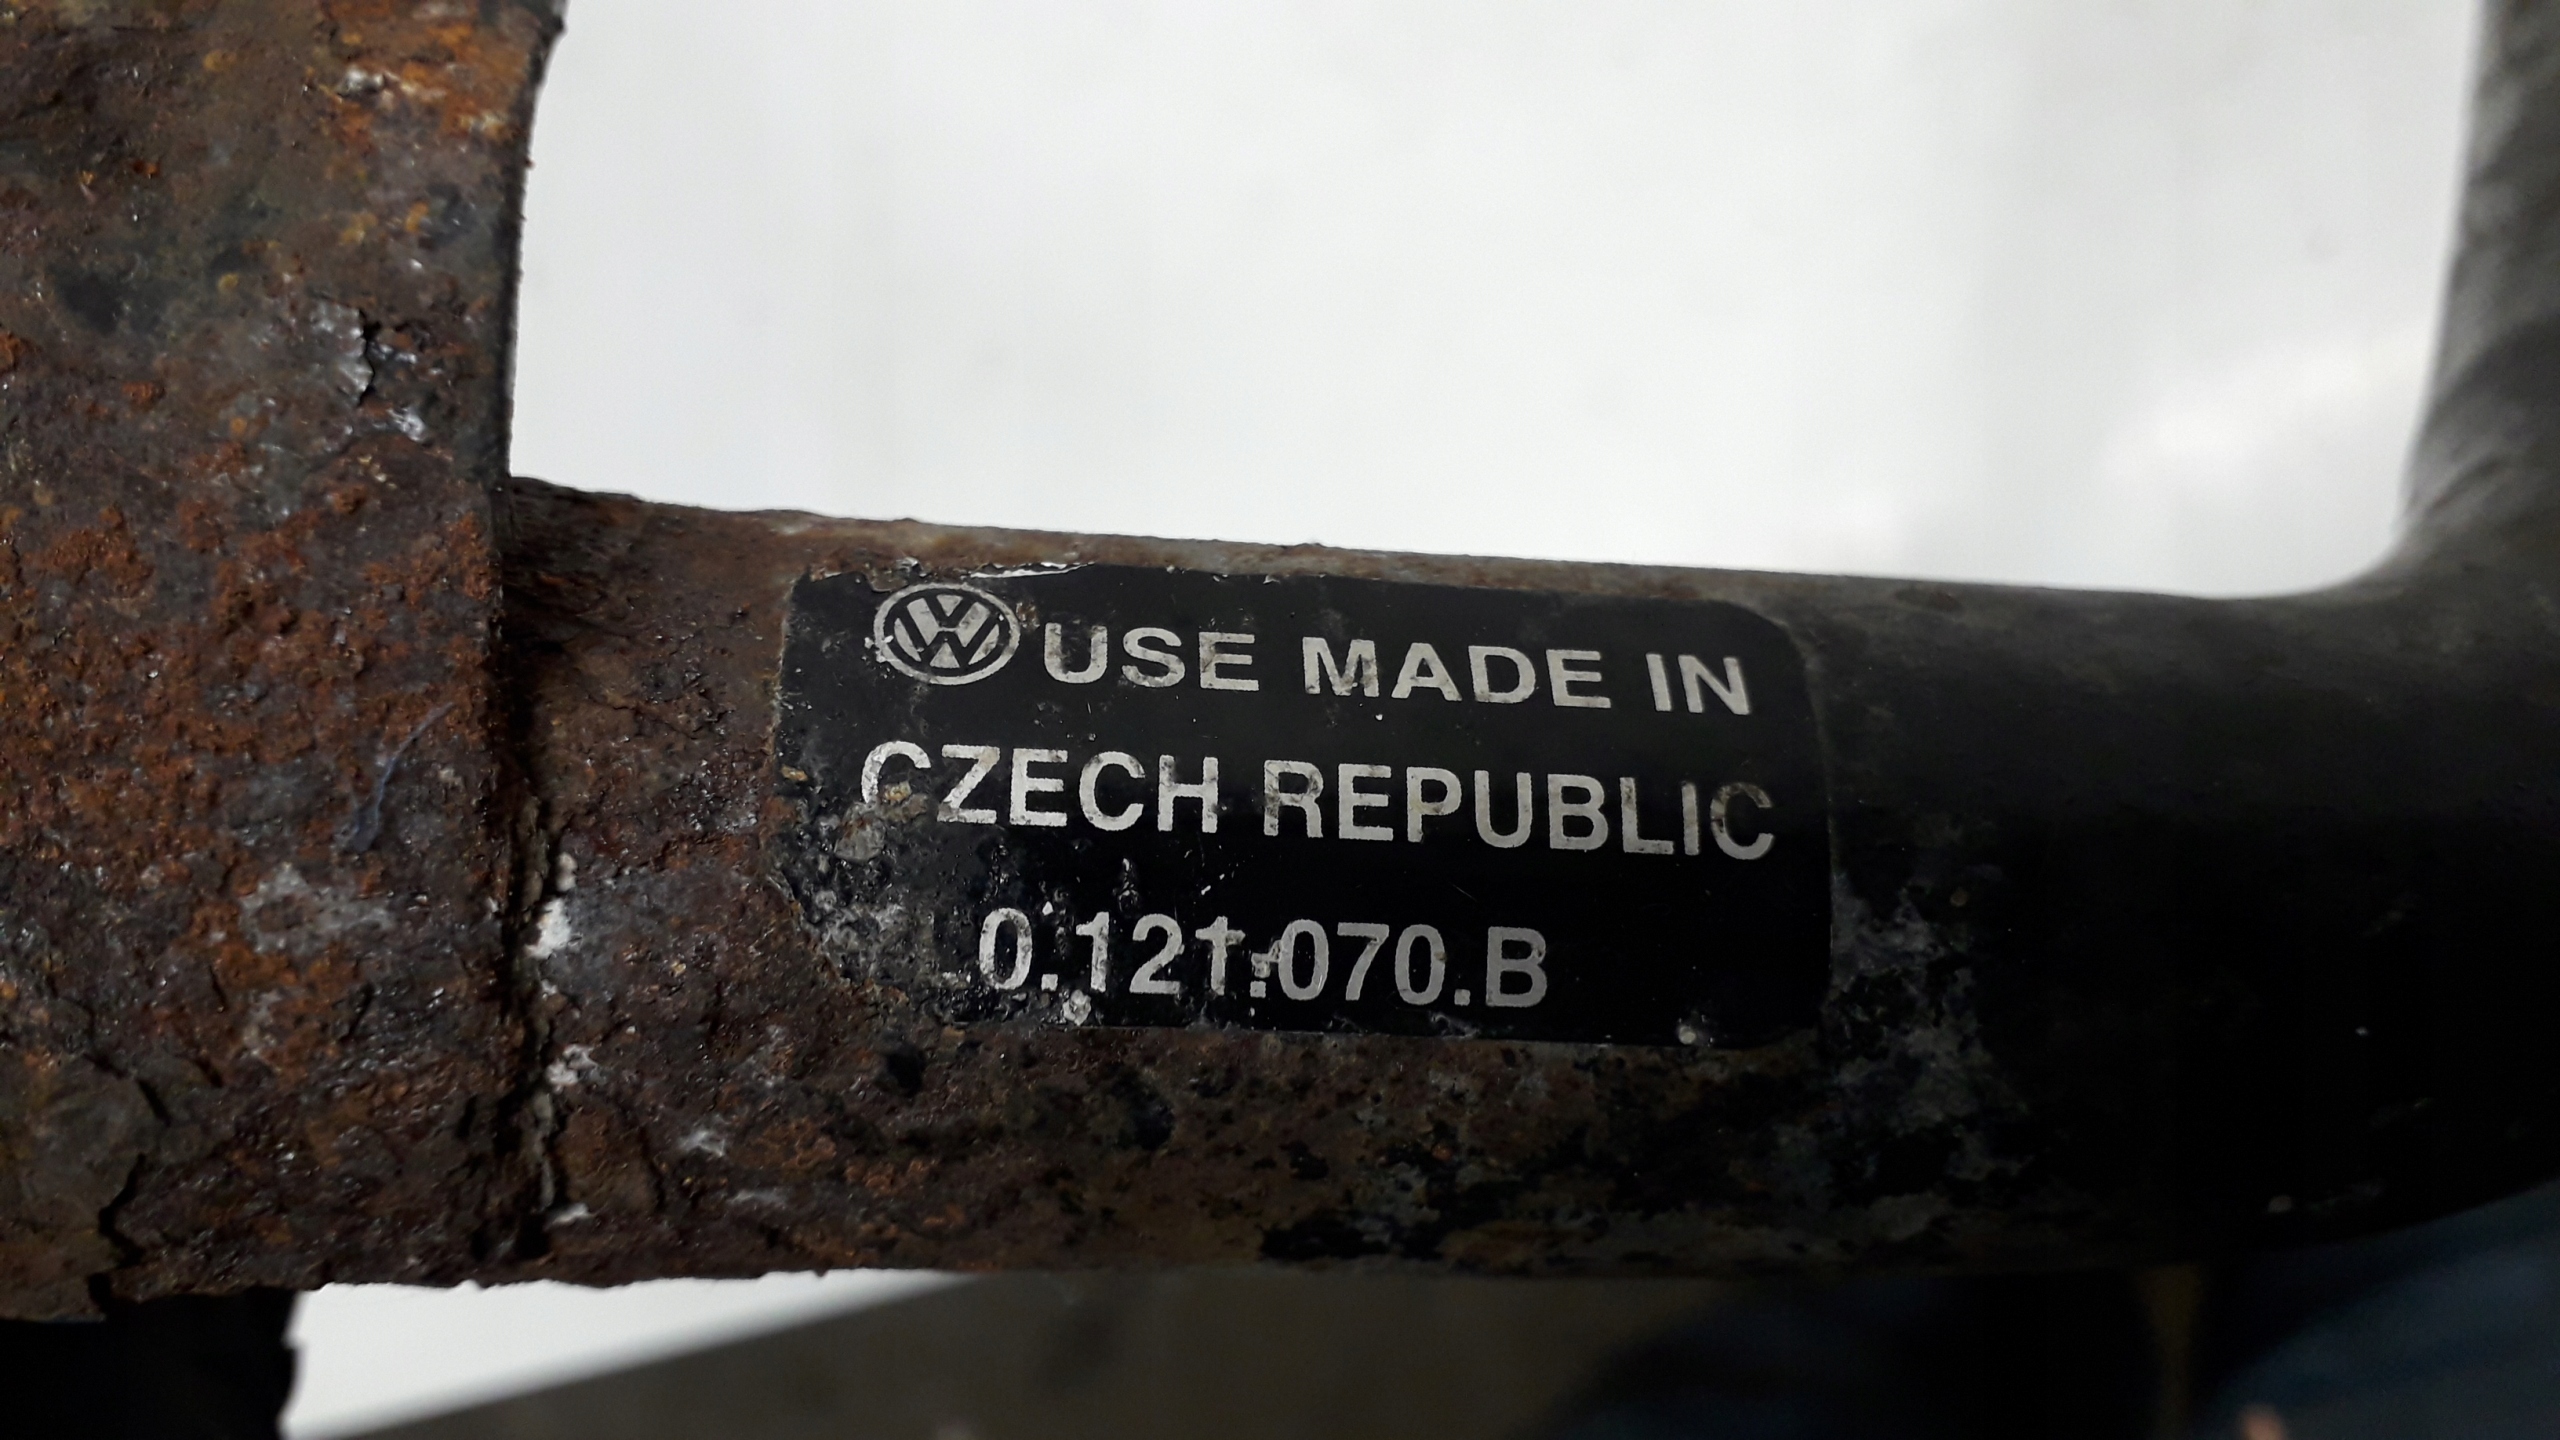 USE MADE IN
CZECH REPUBLIC
0.121.070.B